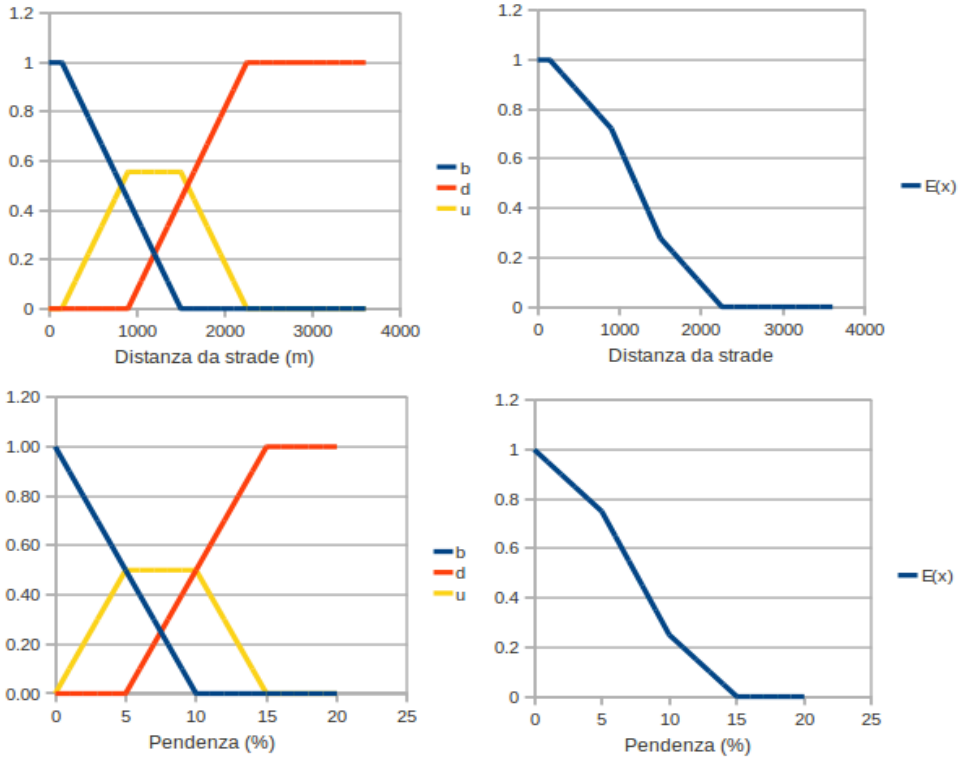 1.2
1
0.8
0.6
0.4
0.2
0
0 1000 2000 3000 4000
Distanza da strade (m)
b
d
u
1.2
1
0.8
0.6
0.4
0.2
0
0 1000 2000 3000 4000
Distanza da strade
E(x)
1.20
1.00
0.80
0.60
0.40
0.20
0.00
0 5 10 15 20 25
Pendenza (%)
b
d
u
1.2
1
0.8
0.6
0.4
0.2
0
0 5 10 15 20 25
Pendenza (%)
E(x)